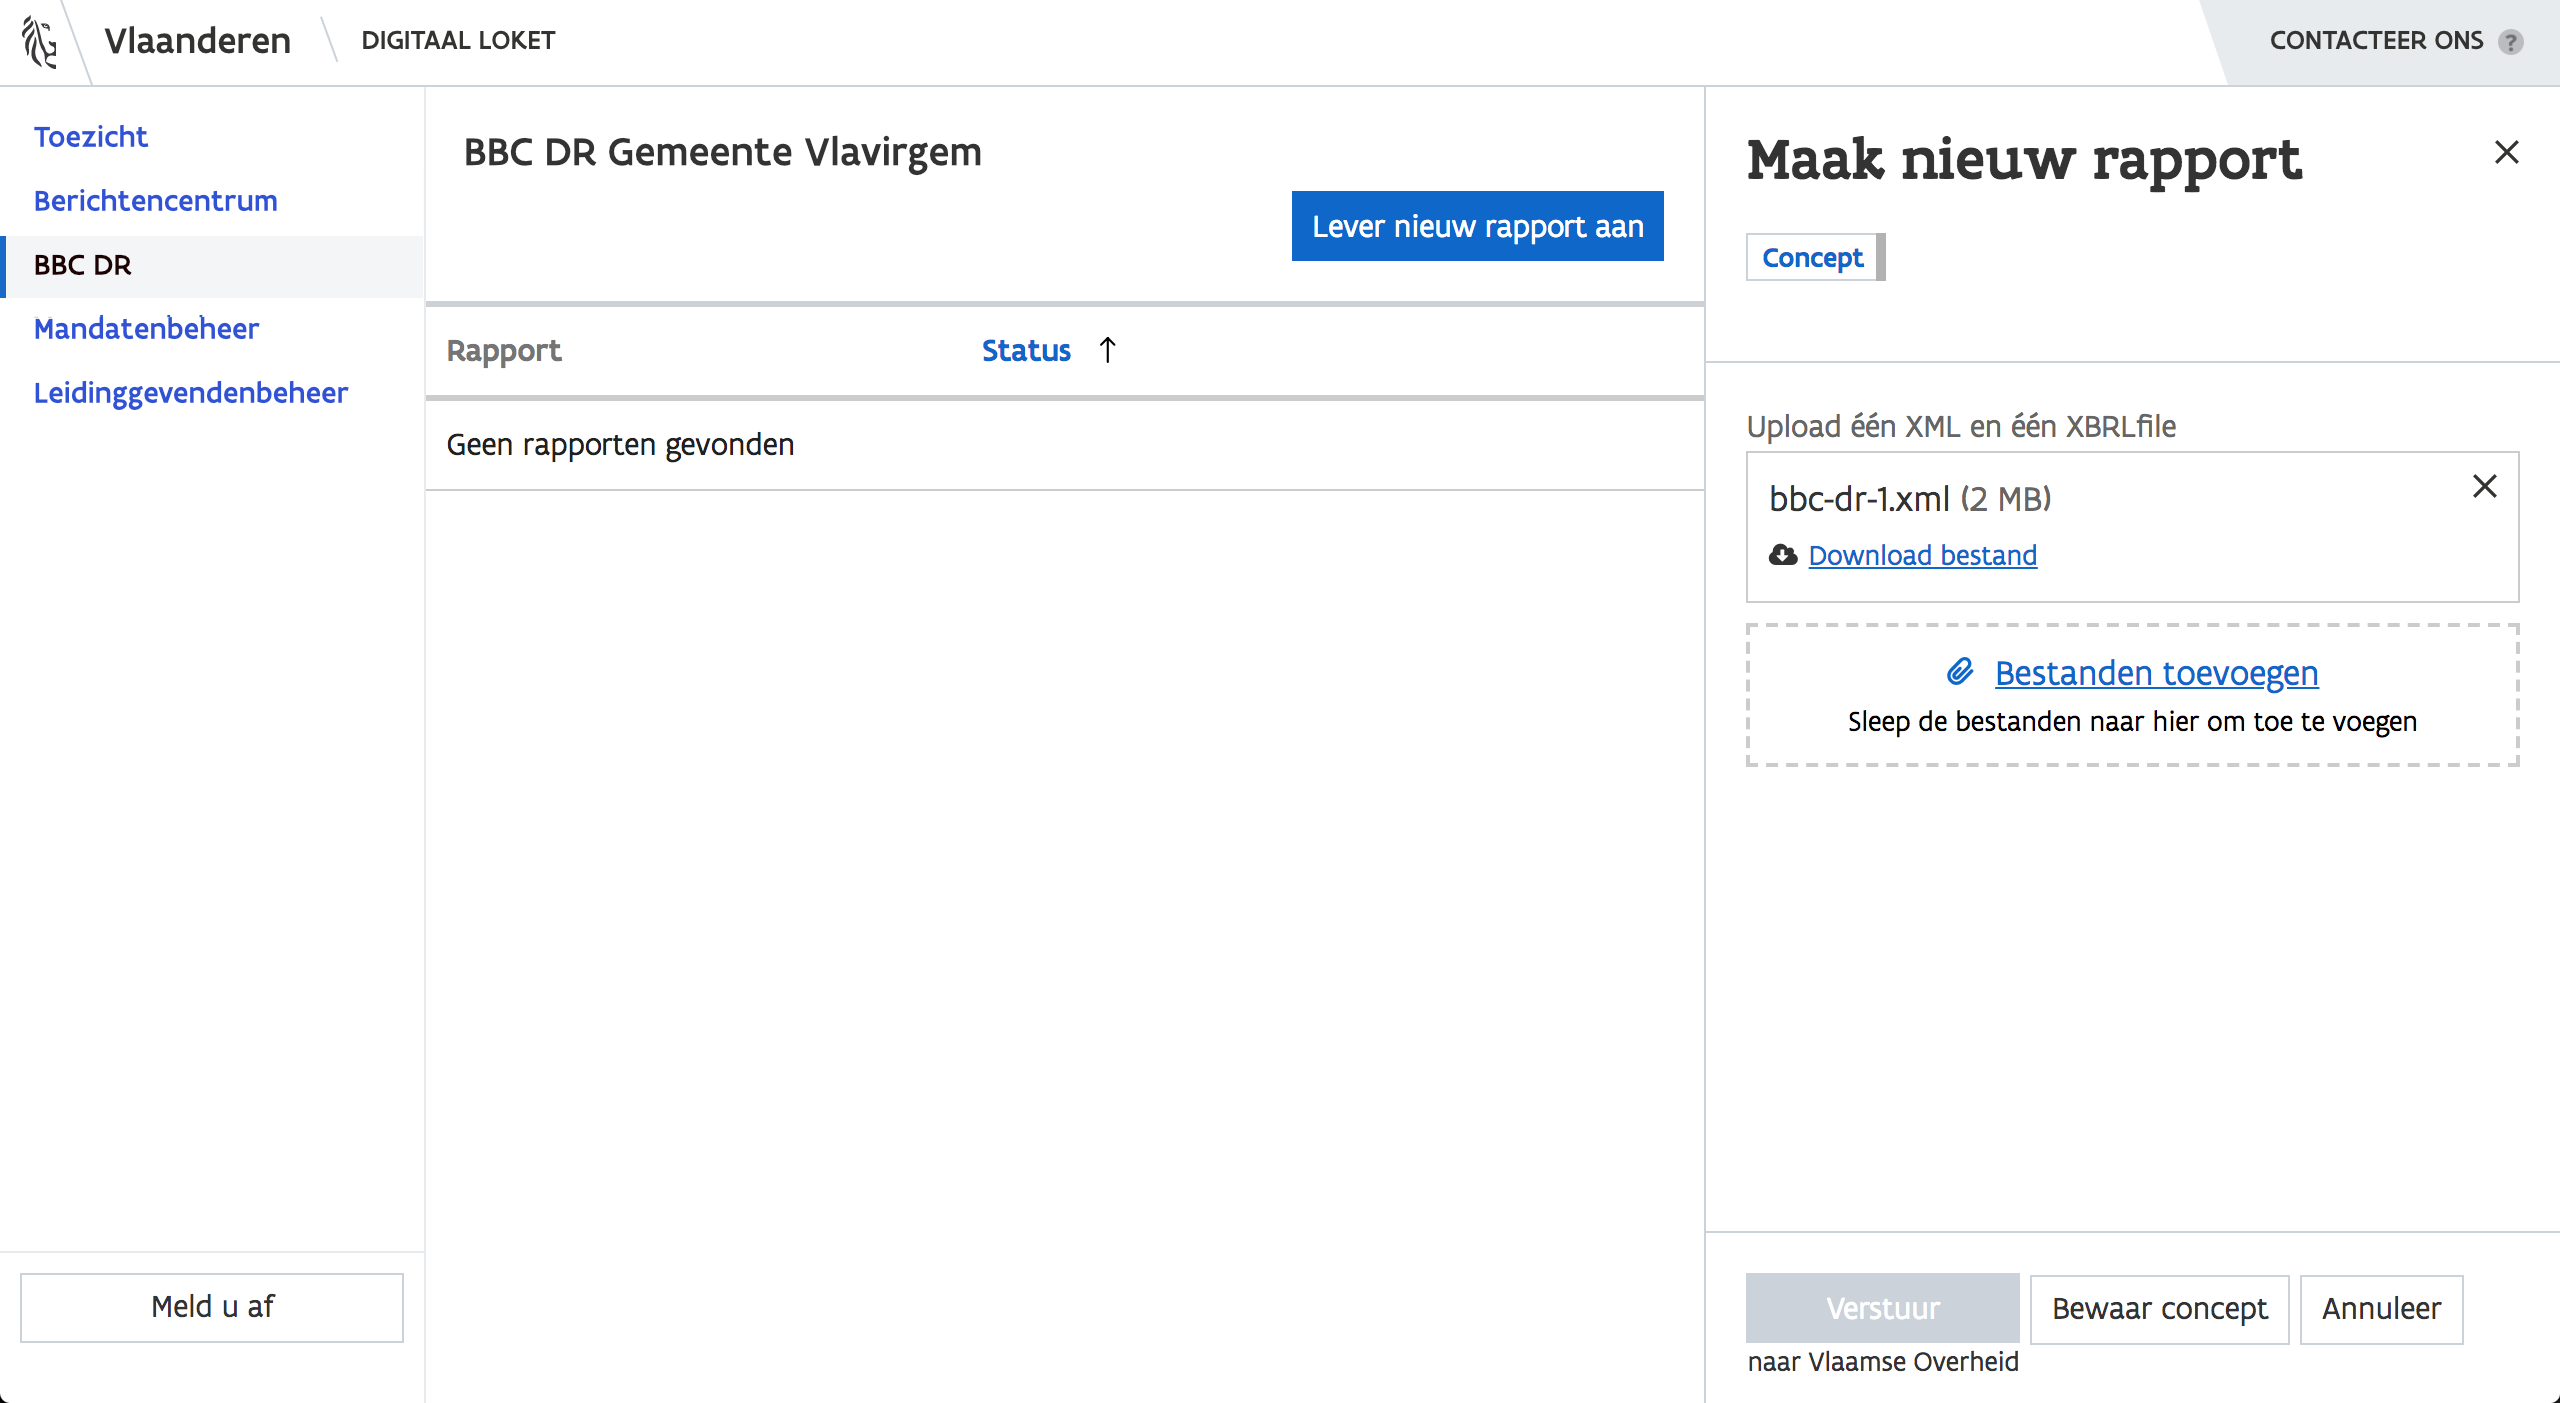 Vlaanderen
DIGITAAL LOKET
CONTACTEER ONS ?
Toezicht
Berichtencentrum
BBC DR
Mandatenbeheer
Leidinggevendenbeheer
Meld u af
BBC DR Gemeente Vlavirgem
Lever nieuw rapport aan
Rapport
Status ↑
Geen rapporten gevonden
Maak nieuw rapport
Concept
Upload één XML en één XBRLfile
bbc-dr-1.xml (2 MB)
Download bestand
Bestanden toevoegen
Sleep de bestanden naar hier om toe te voegen
Verstuur
Bewaar concept
Annuleer
naar Vlaamse Overheid